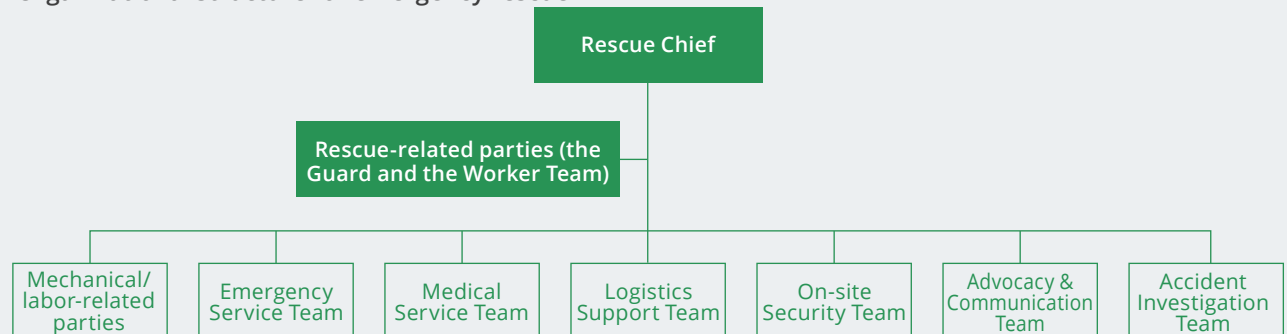 Rescue Chief
Rescue-related parties (the
Guard and the Worker Team)
Mechanical/
labor-related
parties
Emergency
Service Team
Medical
Service Team
Logistics
Support Team
On-site
Security Team
Advocacy &
Communication
Team
Accident
Investigation
Team